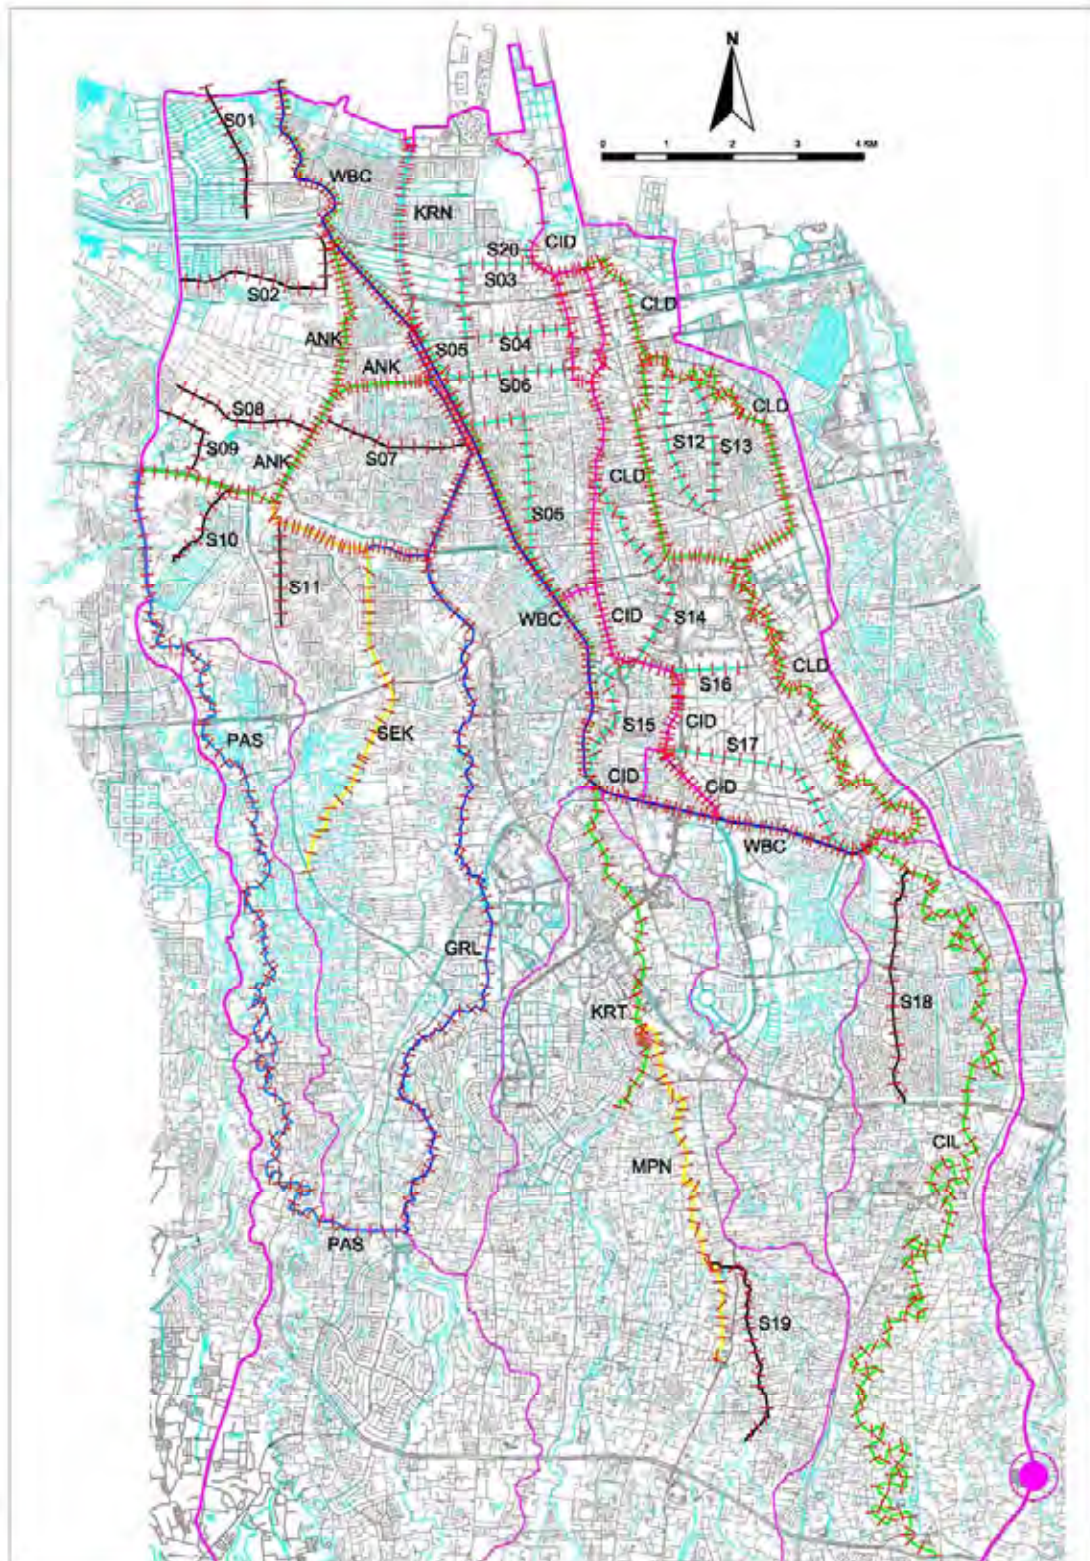 N
0 1 2 3 4 KM
S01
WBC
KRN
S20
CID
S03
S02
CLD
ANK
S05
S04
ANK
S06
S08
CLD
S09
S07
S12
S13
ANK
CLD
S05
S10
S11
WBC
CID
S14
CLD
S16
S15
CID
PAS
SEK
S17
CID
CID
WBC
GRL
KRT
S18
CIL
MPN
PAS
S19